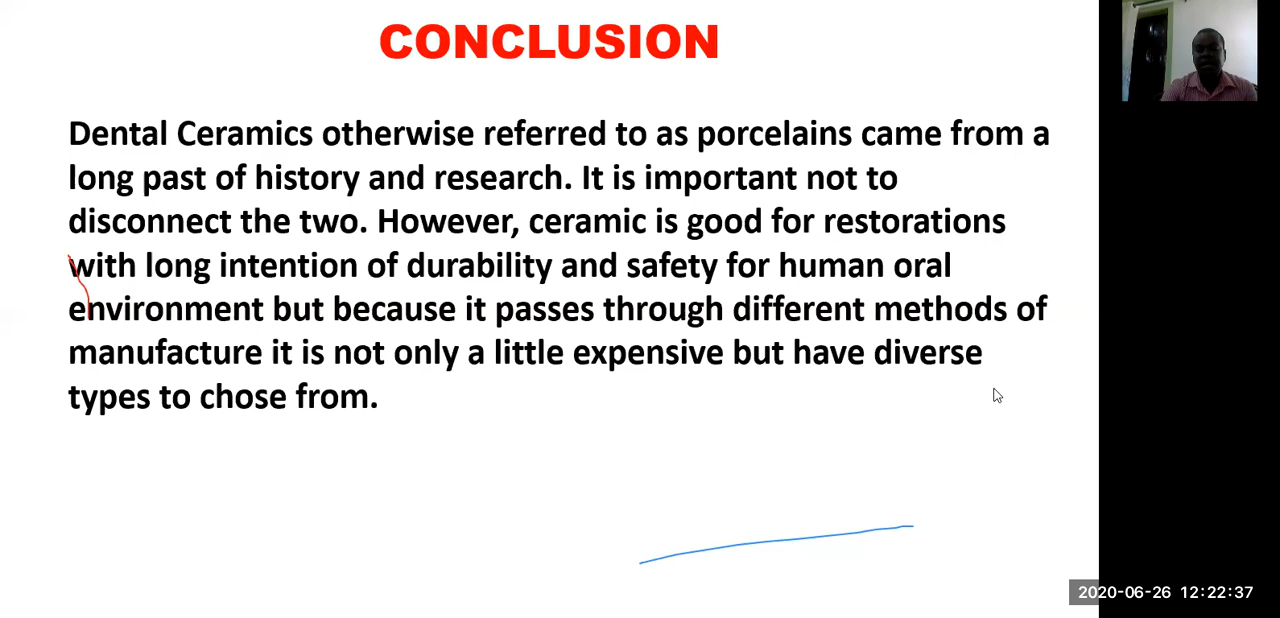 CONCLUSION
Dental Ceramics otherwise referred to as porcelains came from a
long past of history and research. It is important not to
disconnect the two. However, ceramic is good for restorations
with long intention of durability and safety for human oral
environment but because it passes through different methods of
manufacture it is not only a little expensive but have diverse
types to chose from.
2020-06-26 12:22:37